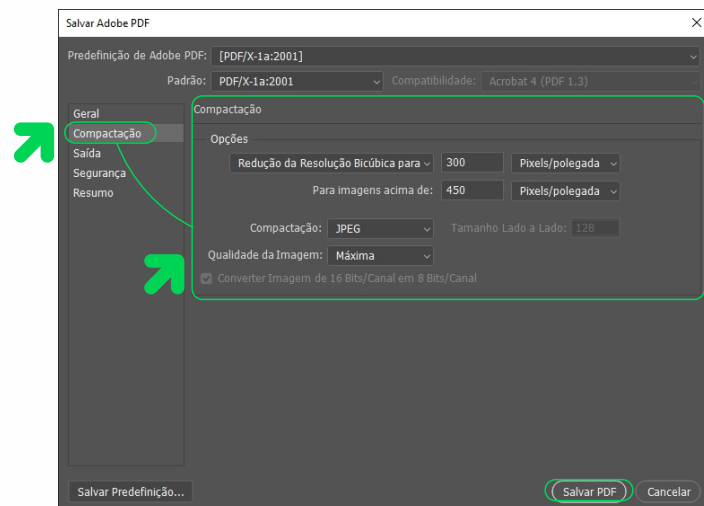 Salvar Adobe PDF
Predefinição de Adobe PDF: [PDF/X-1a:2001]
Padrão: PDF/X-1a:2001 Compatibilidade: Acrobat 4 (PDF 1.3)
Geral
Compactação
Saída
Segurança
Resumo
Compactação
Opções
Redução da Resolução Bicúbica para 300 Pixels/polegada
Para imagens acima de: 450 Pixels/polegada
Compactação: JPEG Tamanho Lado a Lado: 128
Qualidade da Imagem: Máxima
Converter Imagem de 16 Bits/Canal em 8 Bits/Canal
Salvar Predefinição... Salvar PDF Cancelar